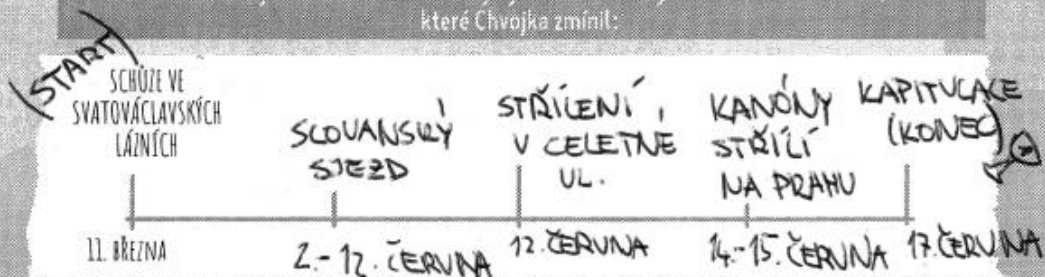 které Chvojka zmínil:
START
SCHŮZE VE
SVATOVÁCLAVSKÝCH
LÁZNÍCH
11. BŘEZNA
SLOVANSKÝ
SJEZD
2.-12. ČERVNA
STŘÍLENÍ
V CELETNÉ
UL.
12. ČERVNA
KANÓNY
STŘÍLÍ
NA PRAHU
14.-15. ČERVNA
KAPITULACE
(KONEC)
17. ČERVNA